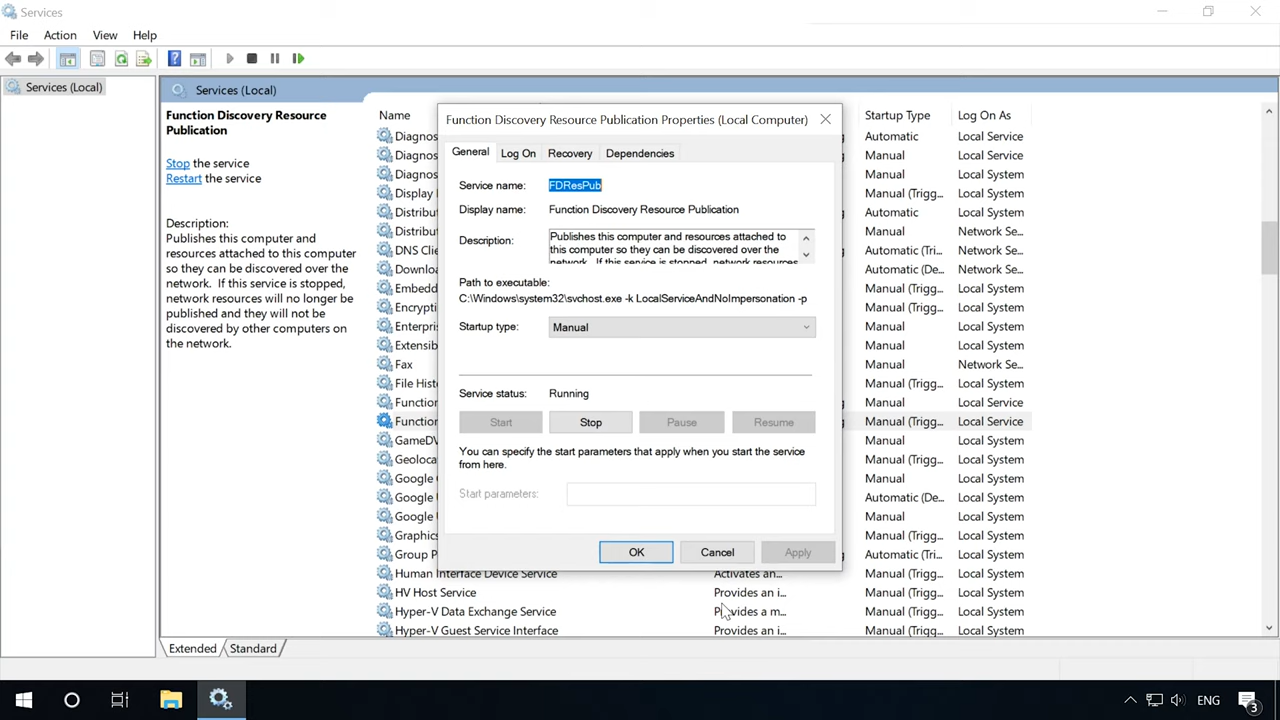 Services
File Action View Help
Services (Local)
Services (Local)
Function Discovery Resource
Publication
Stop the service
Restart the service
Description:
Publishes this computer and
resources attached to this computer
so they can be discovered over the
network. If this service is stopped,
network resources will no longer be
published and they will not be
discovered by other computers on
the network.
Name Startup Type Log On As
Diagnos Automatic Local Service
Diagnos Manual Local Service
Diagnos Manual Local System
Display Manual (Trigg... Local System
Distribut Automatic Local System
Distribut Manual Network Se...
DNS Clie Automatic (Tri... Network Se...
Downlo Automatic (De... Local System
Embedd Manual (Trigg... Local System
Encrypti Manual (Trigg... Local System
Enterpri Manual Local System
Extensib Manual Local System
Fax Manual Network Se...
File Histo Manual (Trigg... Local System
Function Manual Local Service
Function Manual (Trigg... Local Service
GameDV Manual Local System
Geoloca Manual (Trigg... Local System
Google Manual Local System
Google Automatic (De... Local System
Google Manual Local System
Graphics Manual (Trigg... Local System
Group P Automatic (Tri... Local System
Human Interface Device Service Activates an... Manual (Trigg... Local System
HV Host Service Provides an i... Manual (Trigg... Local System
Hyper-V Data Exchange Service Provides a m... Manual (Trigg... Local System
Hyper-V Guest Service Interface Provides an i... Manual (Trigg... Local System
Function Discovery Resource Publication Properties (Local Computer)
General Log On Recovery Dependencies
Service name: FDResPub
Display name: Function Discovery Resource Publication
Description: Publishes this computer and resources attached to
this computer so they can be discovered over the
network. If this service is stopped, network resources
Path to executable:
C:\Windows\system32\svchost.exe -k LocalServiceAndNoImpersonation -p
Startup type: Manual
Service status: Running
Start Stop Pause Resume
You can specify the start parameters that apply when you start the service
from here.
Start parameters:
OK Cancel Apply
Extended Standard
ENG 3